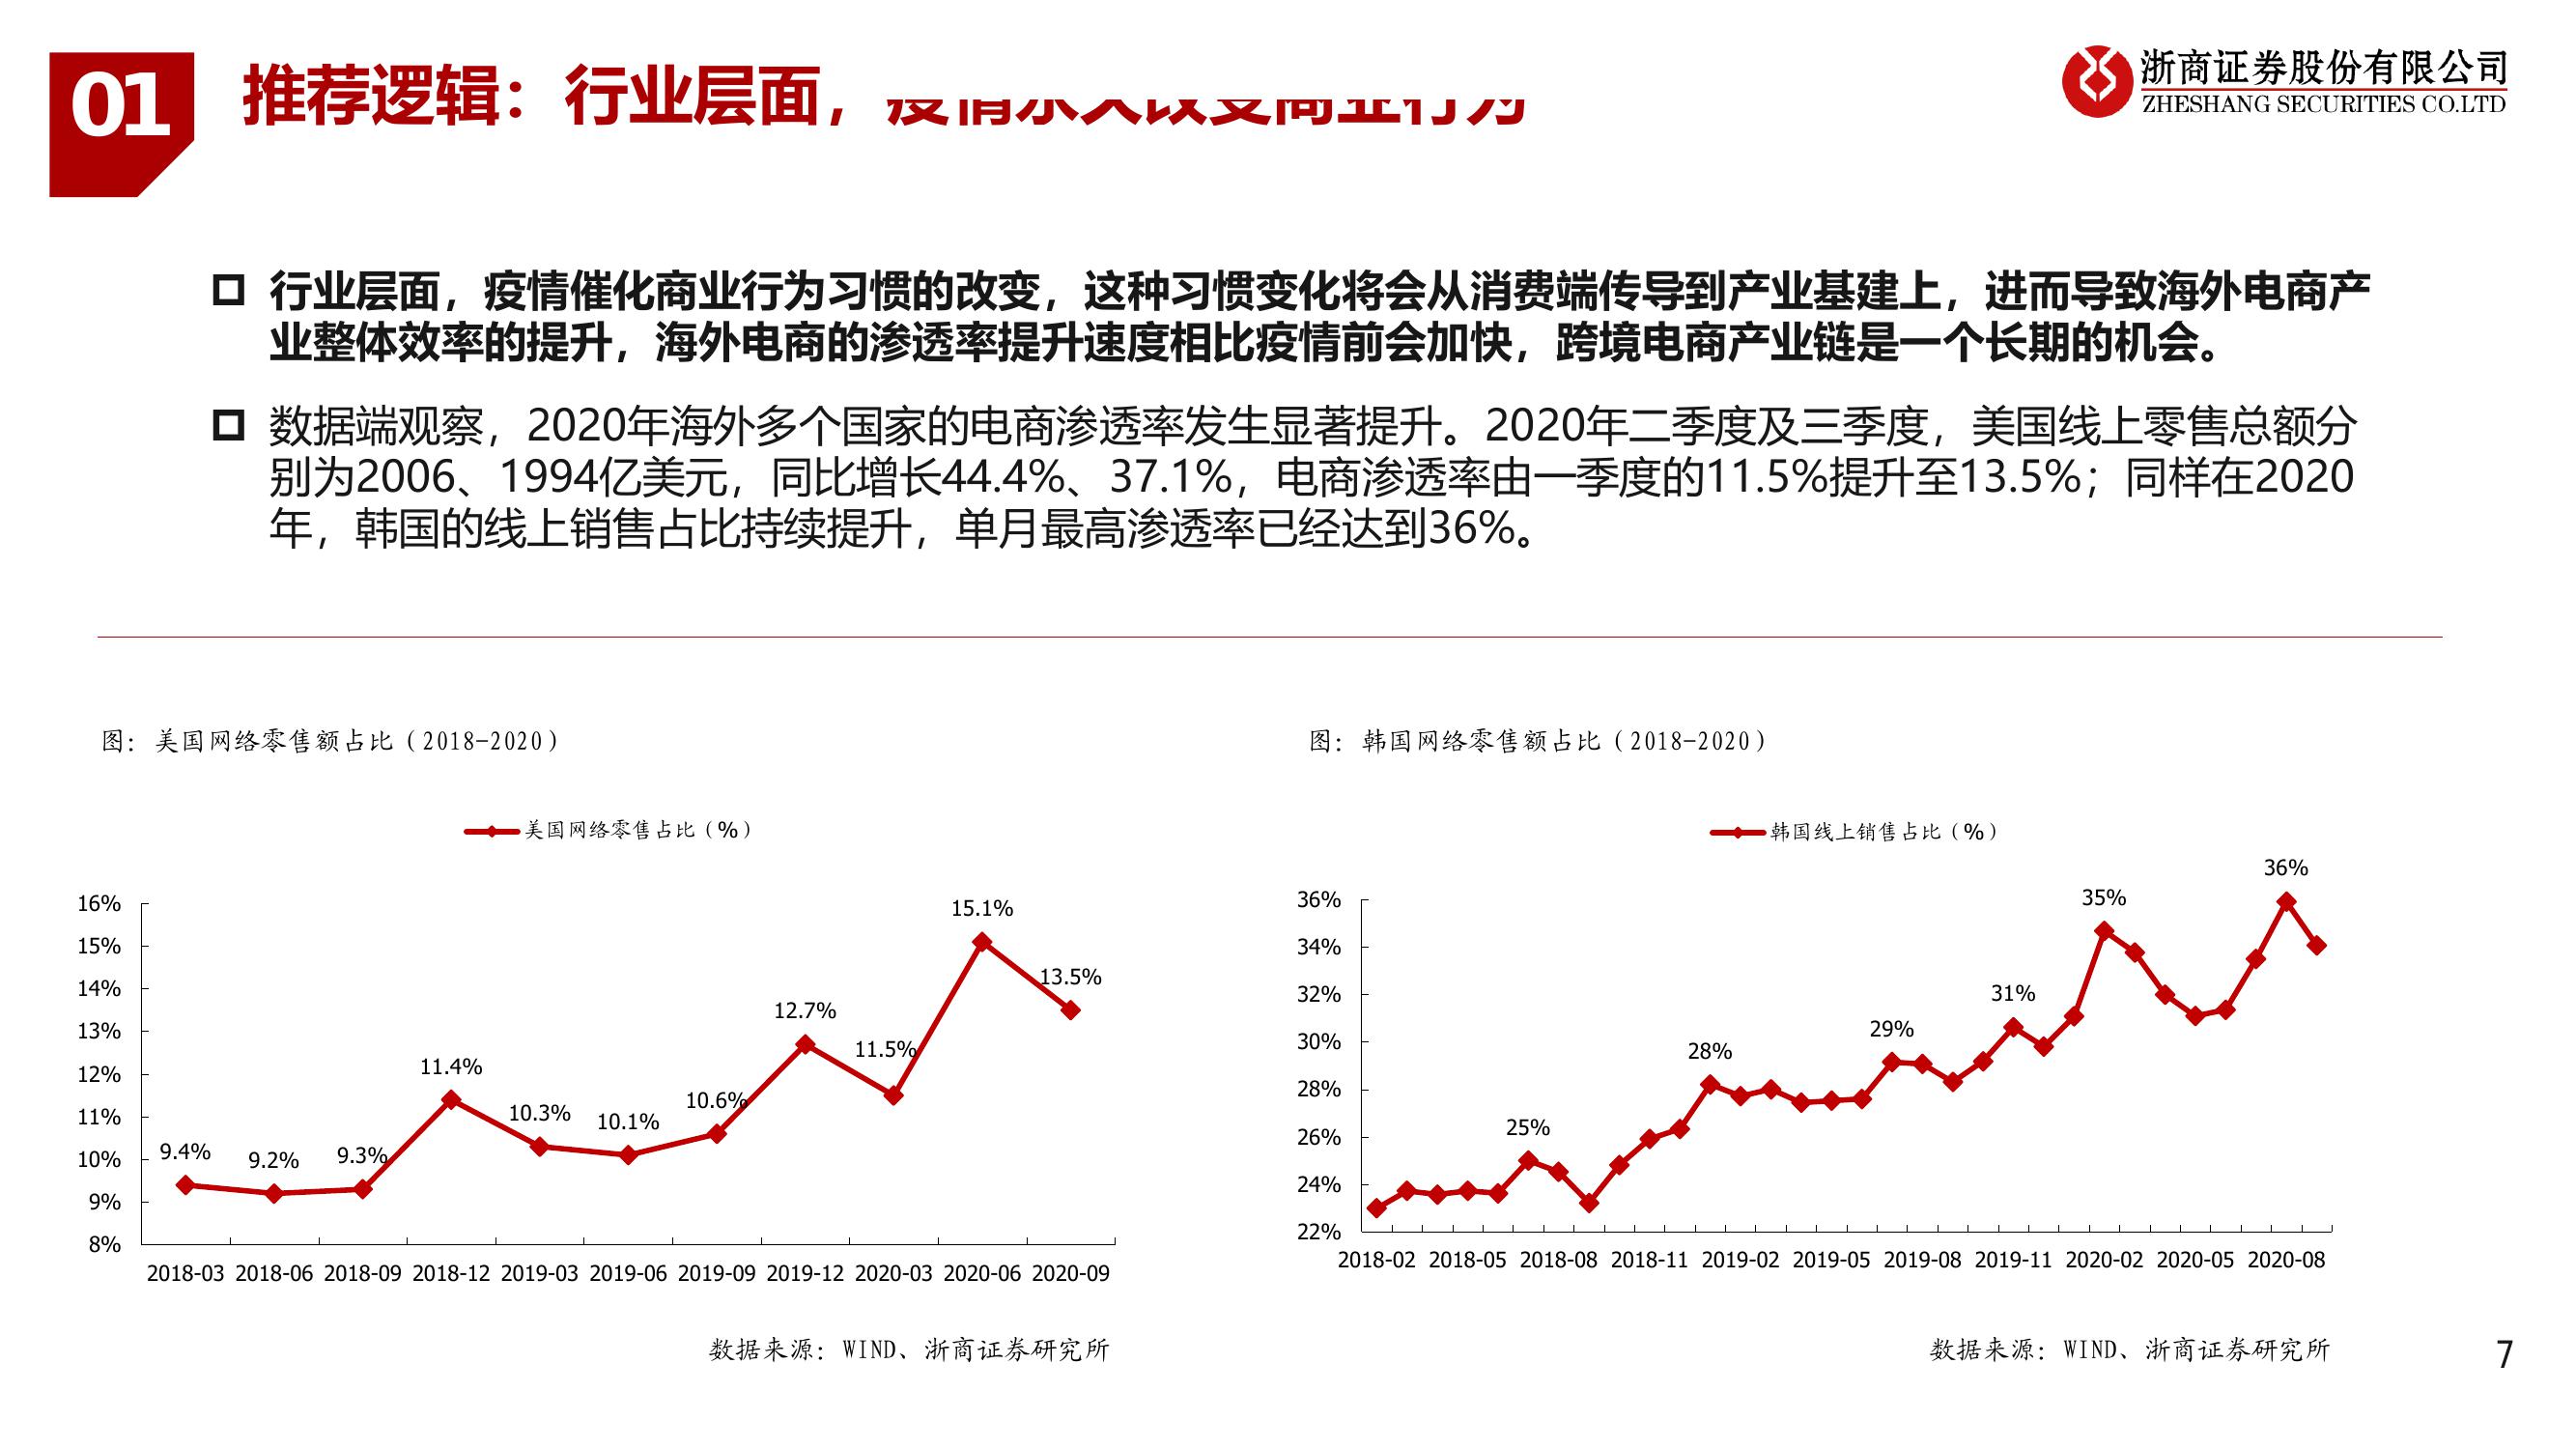 01
推荐逻辑：行业层面，疫情永久改变商业行为
浙商证券股份有限公司
ZHESHANG SECURITIES CO.LTD
行业层面，疫情催化商业行为习惯的改变，这种习惯变化将会从消费端传导到产业基建上，进而导致海外电商产
业整体效率的提升，海外电商的渗透率提升速度相比疫情前会加快，跨境电商产业链是一个长期的机会。
数据端观察，2020年海外多个国家的电商渗透率发生显著提升。2020年二季度及三季度，美国线上零售总额分
别为2006、1994亿美元，同比增长44.4%、37.1%，电商渗透率由一季度的11.5%提升至13.5%；同样在2020
年，韩国的线上销售占比持续提升，单月最高渗透率已经达到36%。
图：美国网络零售额占比（2018-2020）
美国网络零售占比（%）
16%
15%
14%
13%
12%
11%
10%
9%
8%
9.4%
9.2%
9.3%
11.4%
10.3%
10.1%
10.6%
12.7%
11.5%
15.1%
13.5%
2018-03 2018-06 2018-09 2018-12 2019-03 2019-06 2019-09 2019-12 2020-03 2020-06 2020-09
数据来源：WIND、浙商证券研究所
图：韩国网络零售额占比（2018-2020）
韩国线上销售占比（%）
36%
34%
32%
30%
28%
26%
24%
22%
25%
28%
29%
31%
35%
36%
2018-02 2018-05 2018-08 2018-11 2019-02 2019-05 2019-08 2019-11 2020-02 2020-05 2020-08
数据来源：WIND、浙商证券研究所
7